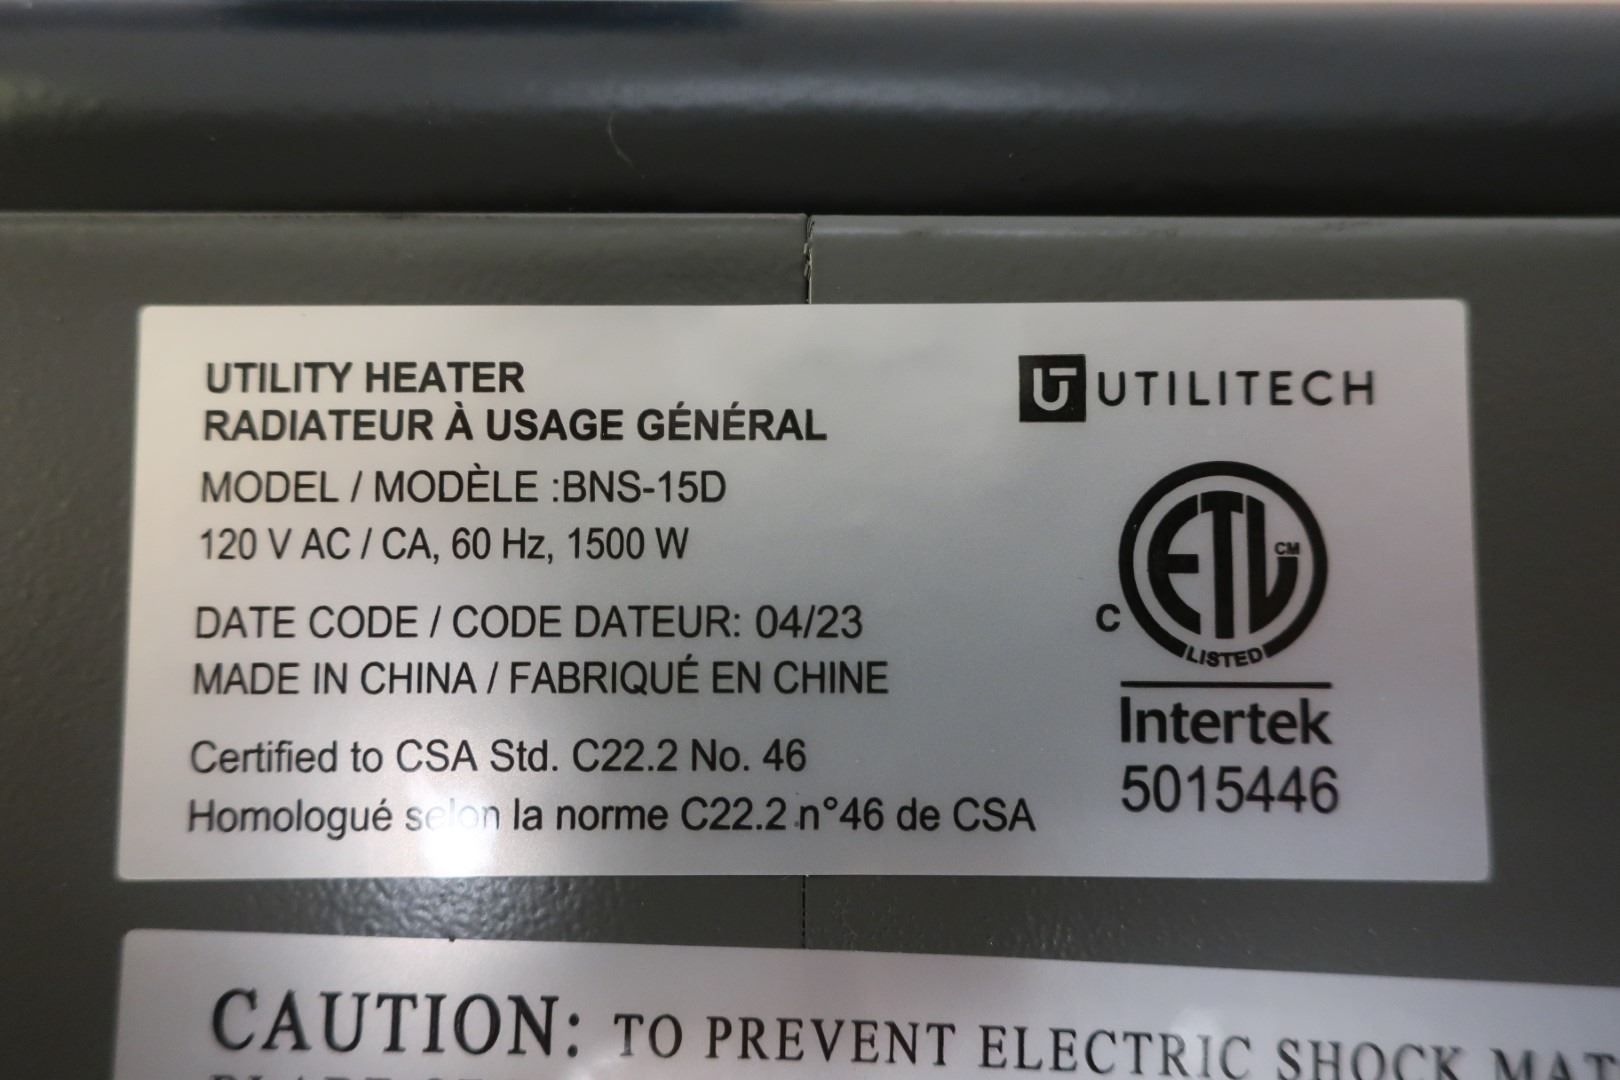 UTILITY HEATER
RADIATEUR À USAGE GÉNÉRAL
MODEL / MODÈLE :BNS-15D
120 V AC / CA, 60 Hz, 1500 W
DATE CODE / CODE DATEUR: 04/23
MADE IN CHINA / FABRIQUÉ EN CHINE
Certified to CSA Std. C22.2 No. 46
Homologué selon la norme C22.2 n°46 de CSA
UT UTILITECH
ETL CM
C
LISTED
Intertek
5015446
CAUTION: TO PREVENT ELECTRIC SHOCK MAT